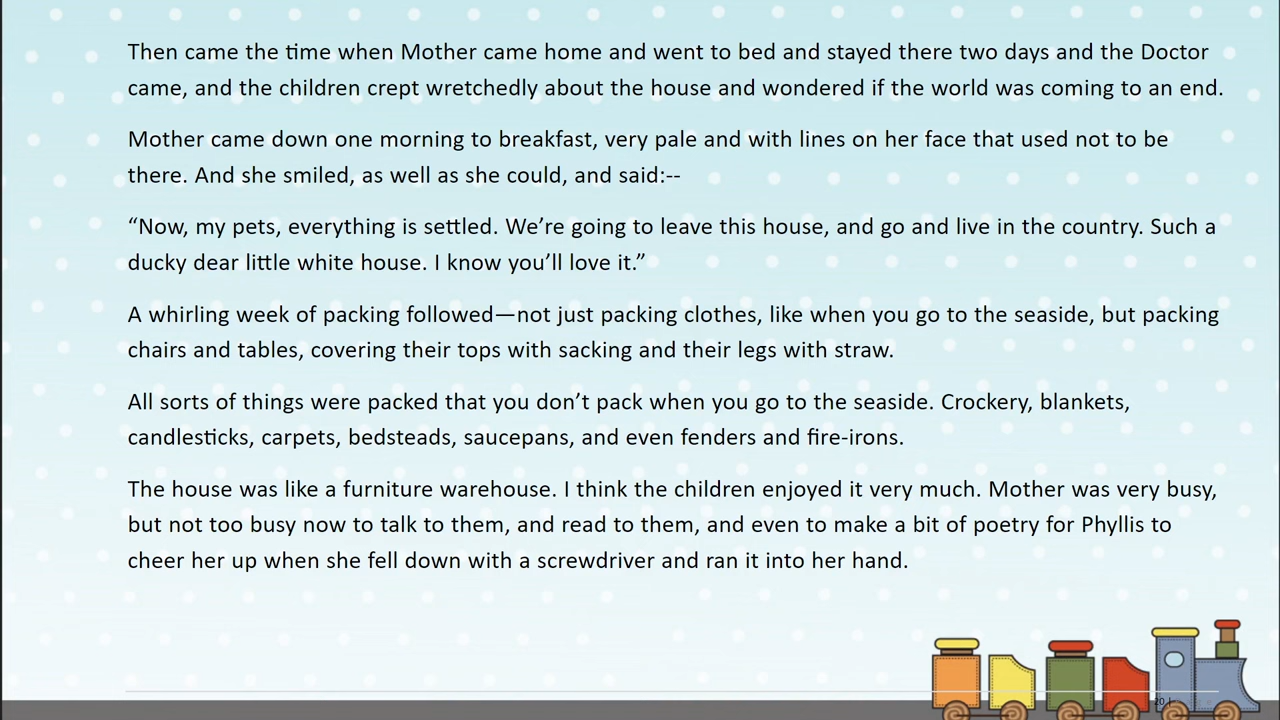 Then came the time when Mother came home and went to bed and stayed there two days and the Doctor
came, and the children crept wretchedly about the house and wondered if the world was coming to an end.
Mother came down one morning to breakfast, very pale and with lines on her face that used not to be
there. And she smiled, as well as she could, and said:--
“Now, my pets, everything is settled. We’re going to leave this house, and go and live in the country. Such a
ducky dear little white house. I know you’ll love it.”
A whirling week of packing followed—not just packing clothes, like when you go to the seaside, but packing
chairs and tables, covering their tops with sacking and their legs with straw.
All sorts of things were packed that you don’t pack when you go to the seaside. Crockery, blankets,
candlesticks, carpets, bedsteads, saucepans, and even fenders and fire-irons.
The house was like a furniture warehouse. I think the children enjoyed it very much. Mother was very busy,
but not too busy now to talk to them, and read to them, and even to make a bit of poetry for Phyllis to
cheer her up when she fell down with a screwdriver and ran it into her hand.
20 |